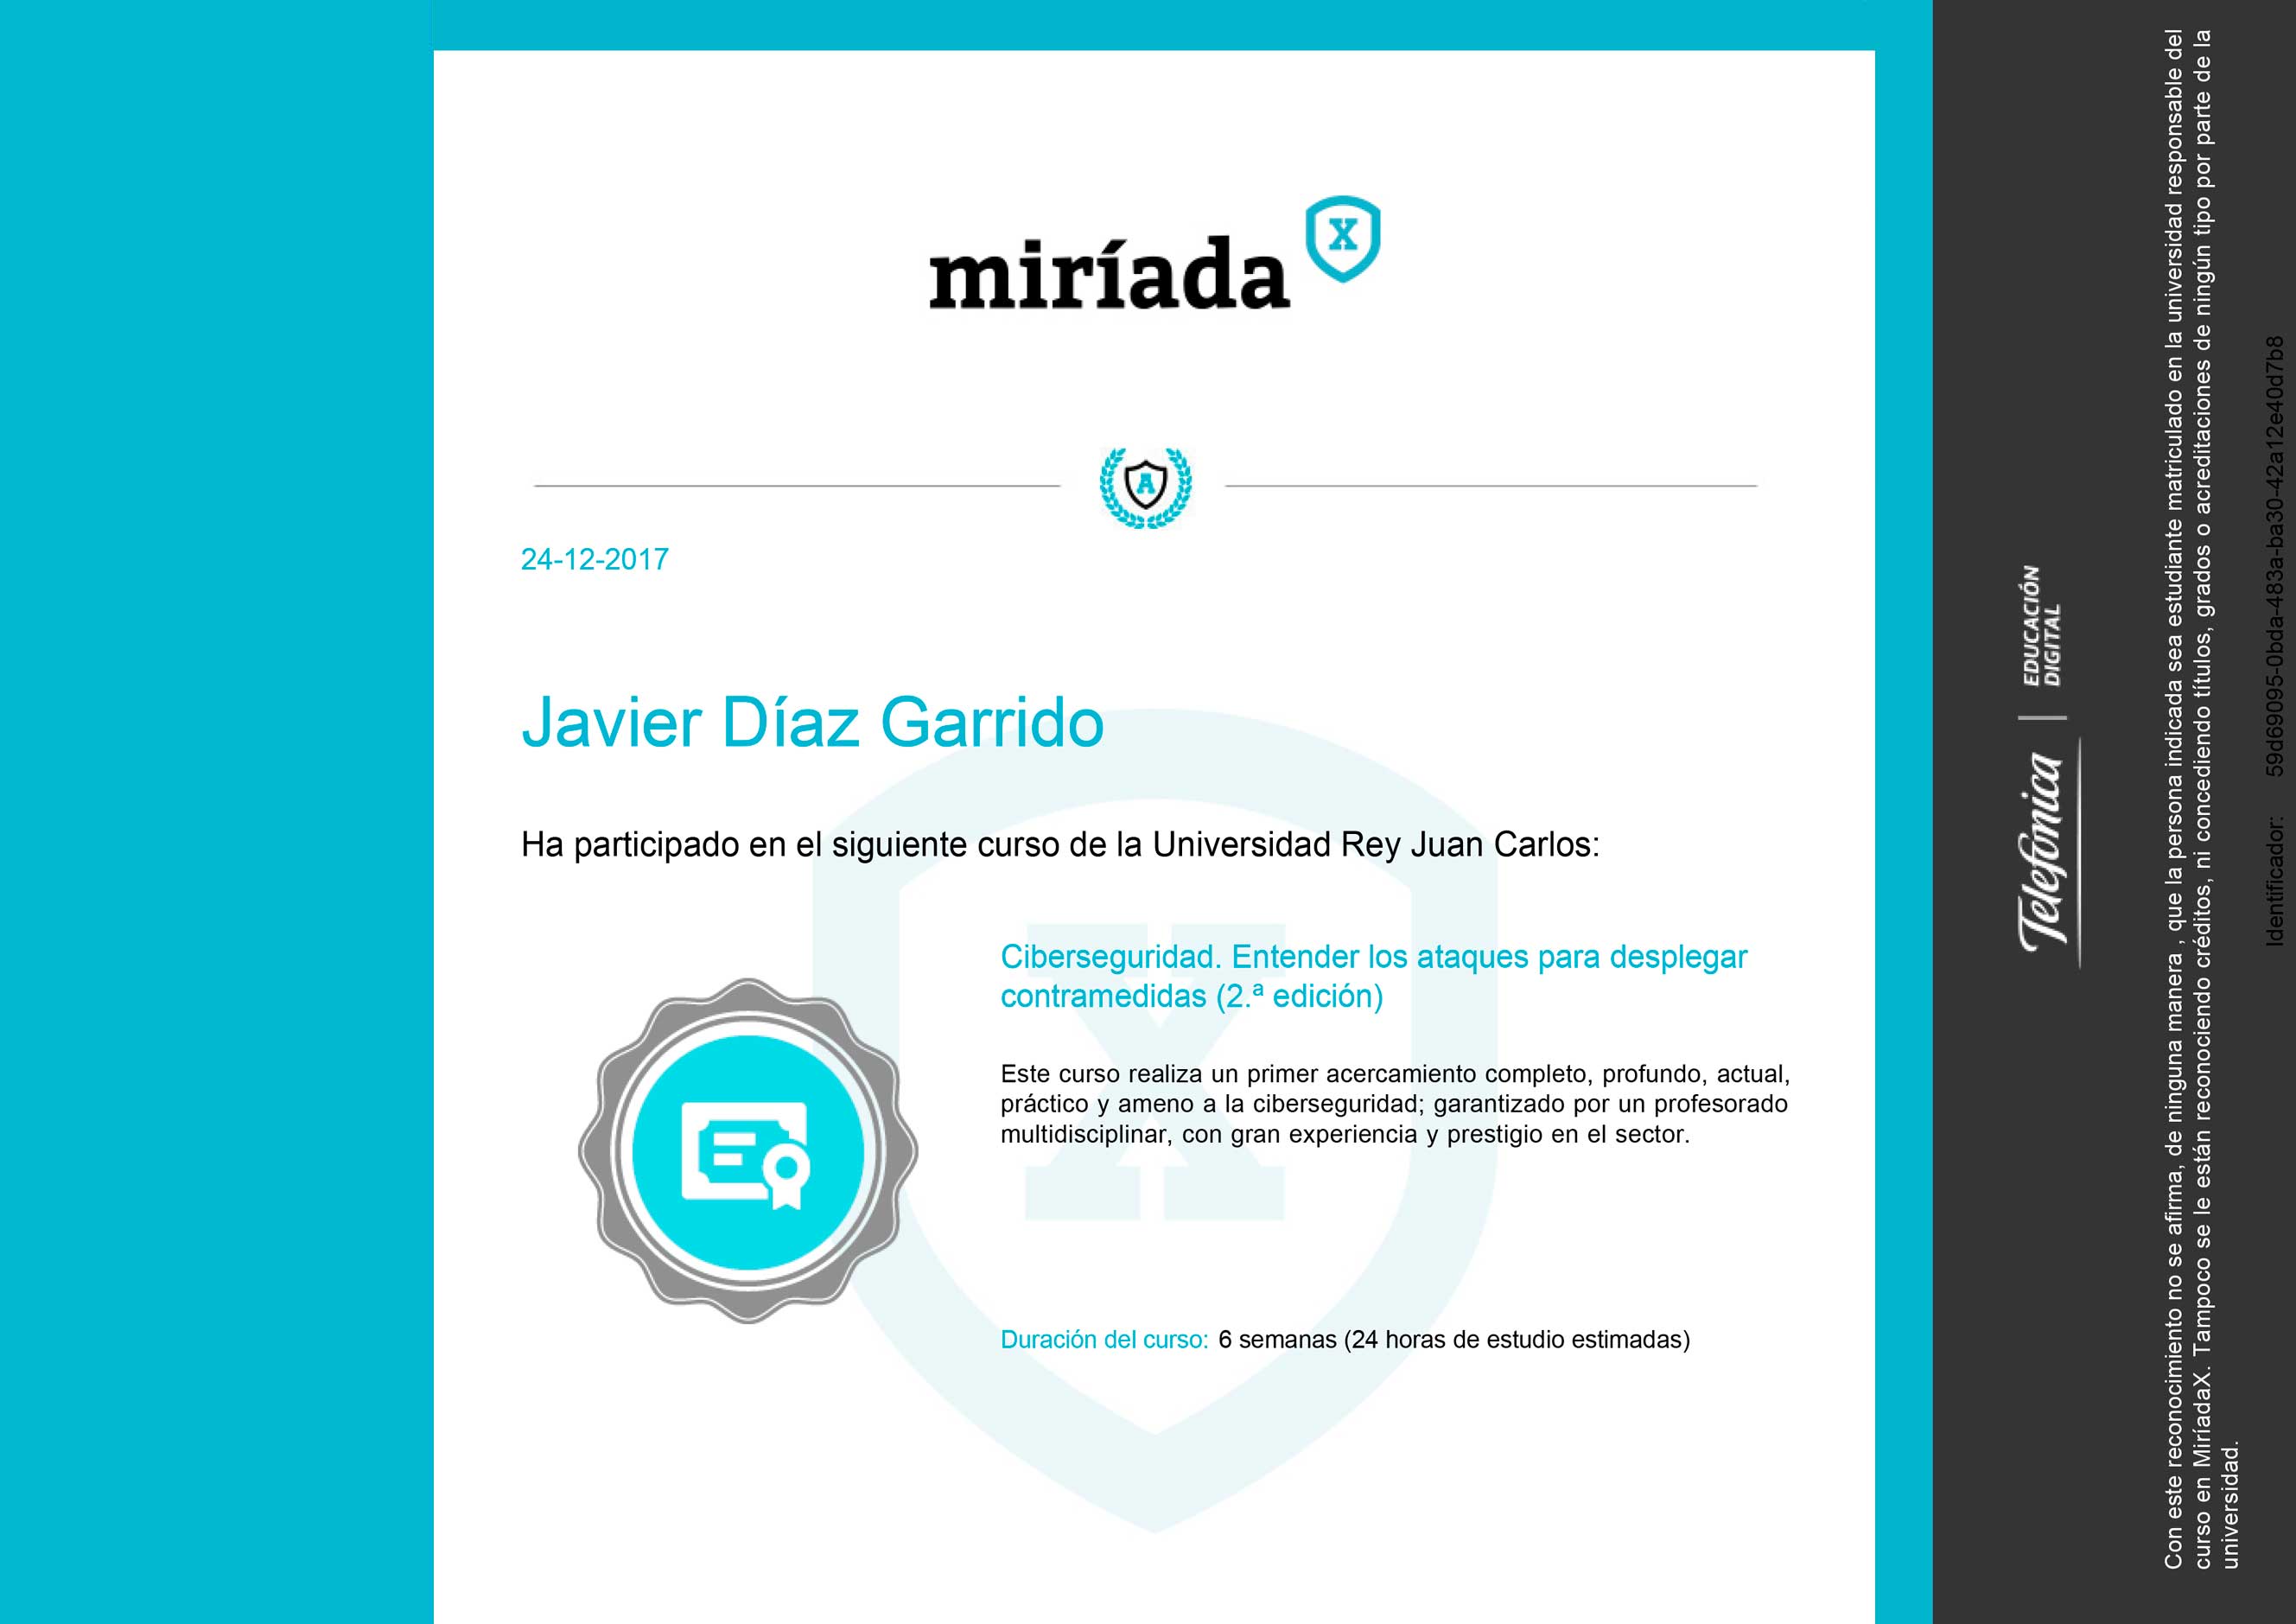 miríada X
A
24-12-2017
Javier Díaz Garrido
Ha participado en el siguiente curso de la Universidad Rey Juan Carlos:
Ciberseguridad. Entender los ataques para desplegar
contramedidas (2.ª edición)
Este curso realiza un primer acercamiento completo, profundo, actual,
práctico y ameno a la ciberseguridad; garantizado por un profesorado
multidisciplinar, con gran experiencia y prestigio en el sector.
Duración del curso: 6 semanas (24 horas de estudio estimadas)
X
Telefónica | EDUCACIÓN
DIGITAL
Con este reconocimiento no se afirma, de ninguna manera , que la persona indicada sea estudiante matriculado en la universidad responsable del
curso en MiríadaX. Tampoco se le están reconociendo créditos, ni concediendo títulos, grados o acreditaciones de ningún tipo por parte de la
universidad.
Identificador: 59d69095-0bda-483a-ba30-42a12e40d7b8